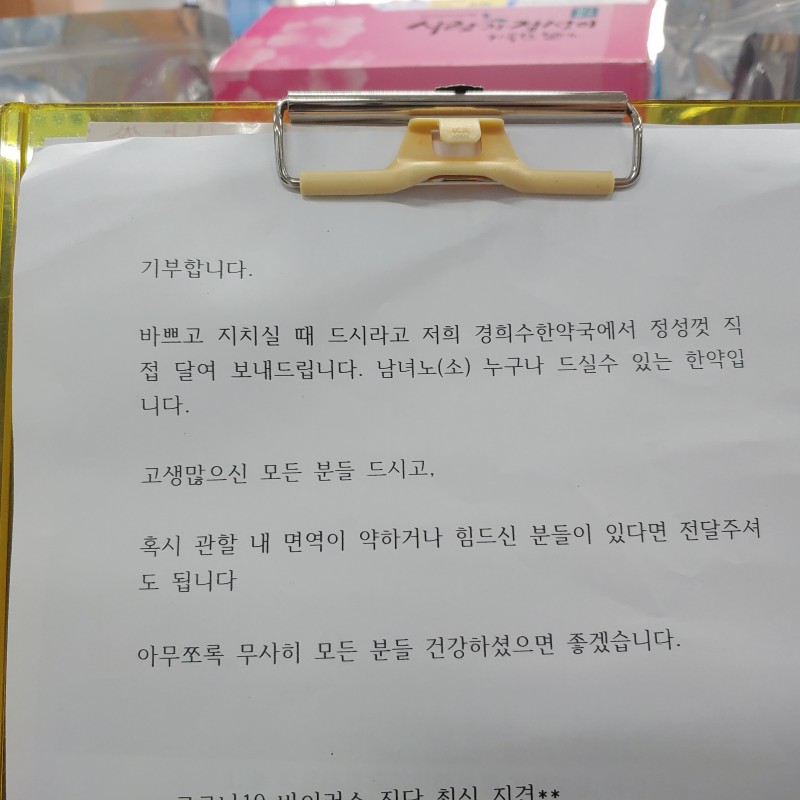 기부합니다.
바쁘고 지치실 때 드시라고 저희 경희수한약국에서 정성껏 직
접 달여 보내드립니다. 남녀노(소) 누구나 드실수 있는 한약입
니다.
고생많으신 모든 분들 드시고,
혹시 관할 내 면역이 약하거나 힘드신 분들이 있다면 전달주셔
도 됩니다
아무쪼록 무사히 모든 분들 건강하셨으면 좋겠습니다.
진단 최신 지견**